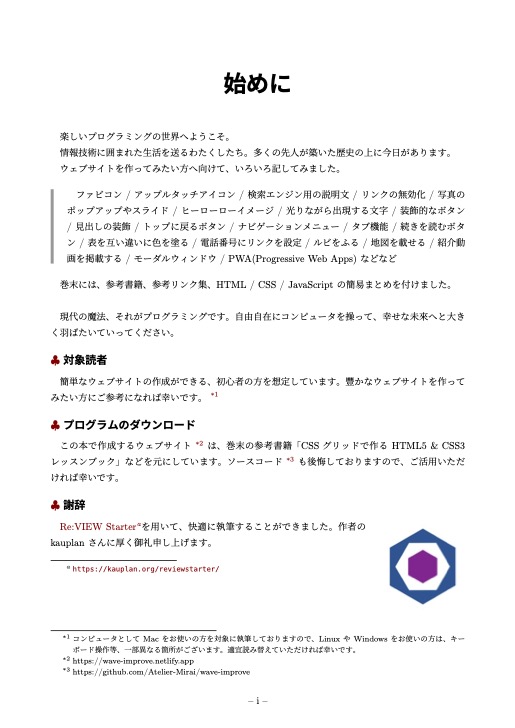 始めに
楽しいプログラミングの世界へようこそ。
情報技術に囲まれた生活を送るわたくしたち。多くの先人が築いた歴史の上に今日があります。
ウェブサイトを作ってみたい方へ向けて、いろいろ記してみました。
ファビコン / アップルタッチアイコン / 検索エンジン用の説明文 / リンクの無効化 / 写真の
ポップアップやスライド / ヒーローローイメージ / 光りながら出現する文字 / 装飾的なボタン
/ 見出しの装飾 / トップに戻るボタン / ナビゲーションメニュー / タブ機能 / 続きを読むボタ
ン / 表を互い違いに色を塗る / 電話番号にリンクを設定 / ルビをふる / 地図を載せる / 紹介動
画を掲載する / モーダルウィンドウ / PWA(Progressive Web Apps) などなど
巻末には、参考書籍、参考リンク集、HTML / CSS / JavaScript の簡易まとめを付けました。
現代の魔法、それがプログラミングです。自由自在にコンピュータを操って、幸せな未来へと大き
く羽ばたいていってください。
♣ 対象読者
簡単なウェブサイトの作成ができる、初心者の方を想定しています。豊かなウェブサイトを作って
みたい方にご参考になれば幸いです。 *1
♣ プログラムのダウンロード
この本で作成するウェブサイト *2 は、巻末の参考書籍「CSS グリッドで作る HTML5 & CSS3
レッスンブック」などを元にしています。ソースコード *3 も後悔しておりますので、ご活用いただ
ければ幸いです。
♣ 謝辞
Re:VIEW Starter*を用いて、快適に執筆することができました。作者の
kauplan さんに厚く御礼申し上げます。
* https://kauplan.org/reviewstarter/
*1 コンピュータとして Mac をお使いの方を対象に執筆しておりますので、Linux や Windows をお使いの方は、キー
ボード操作等、一部異なる箇所がございます。適宜読み替えていただければ幸いです。
*2 https://wave-improve.netlify.app
*3 https://github.com/Atelier-Mirai/wave-improve
– i –